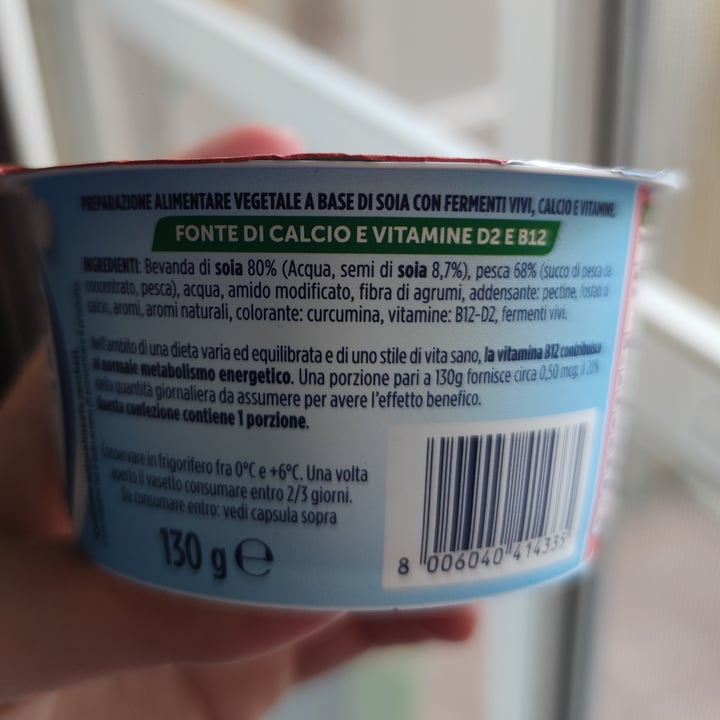 PREPARAZIONE ALIMENTARE VEGETALE A BASE DI SOIA CON FERMENTI VIVI, CALCIO E VITAMINE.
FONTE DI CALCIO E VITAMINE D2 E B12
INGREDIENTI: Bevanda di soia 80% (Acqua, semi di soia 8,7%), pesca 68% (succo di pesca da
concentrato, pesca), acqua, amido modificato, fibra di agrumi, addensante: pectine, fosfato di
calcio, aromi, aromi naturali, colorante: curcumina, vitamine: B12-D2, fermenti vivi.
Nell'ambito di una dieta varia ed equilibrata e di uno stile di vita sano, la vitamina B12 contribuisce
al normale metabolismo energetico. Una porzione pari a 130g fornisce circa 0,50 mcg, il 20%
della quantità giornaliera da assumere per avere l'effetto benefico.
Questa confezione contiene 1 porzione.
Conservare in frigorifero fra 0°C e +6°C. Una volta
aperto il vasetto consumare entro 2/3 giorni.
Da consumare entro: vedi capsula sopra
130 g e
8 006040 414335